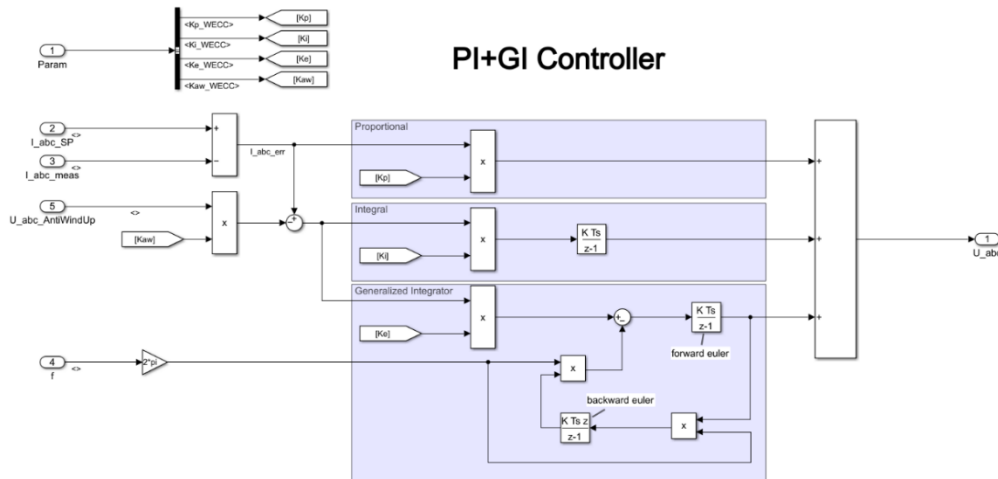 [Kp]
<Kp_WECC>
[Ki]
1
<Ki_WECC>
Param
[Ke]
<Ke_WECC>
[Kaw]
<Kaw_WECC>
PI+GI Controller
2
<>
I_abc_SP
+
3
<>
I_abc_meas
−
I_abc_err
5
<>
U_abc_AntiWindUp
x
[Kaw]
− +
Proportional
x
[Kp]
Integral
x
[Ki]
K Ts
z-1
Generalized Integrator
x
[Ke]
+ −
K Ts
z-1
forward euler
4
<>
f
2*pi
x
backward euler
K Ts z
z-1
x
+
+
+
1
U_abc